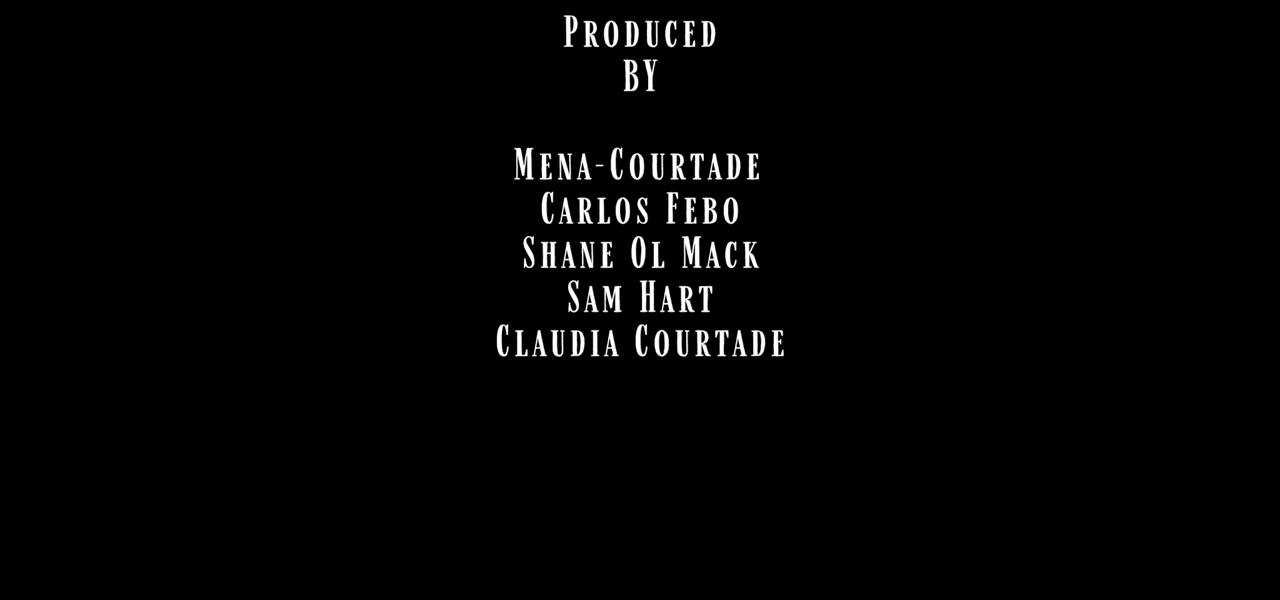 Produced
by
Mena-Courtade
Carlos Febo
Shane Ol Mack
Sam Hart
Claudia Courtade